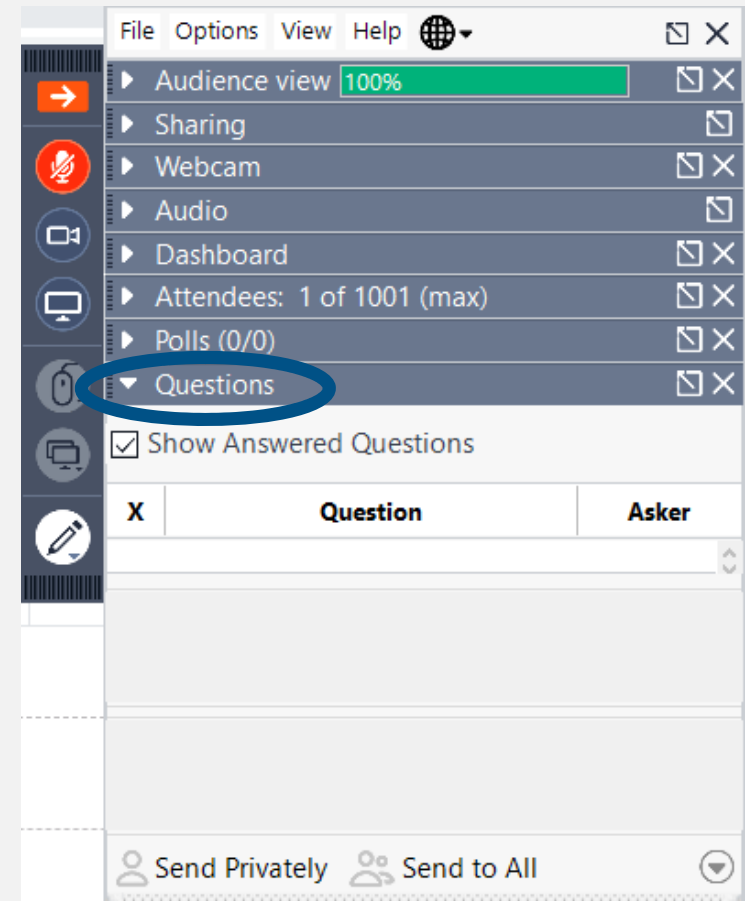 File Options View Help
Audience view 100%
Sharing
Webcam
Audio
Dashboard
Attendees: 1 of 1001 (max)
Polls (0/0)
Questions
Show Answered Questions
X Question Asker
Send Privately Send to All